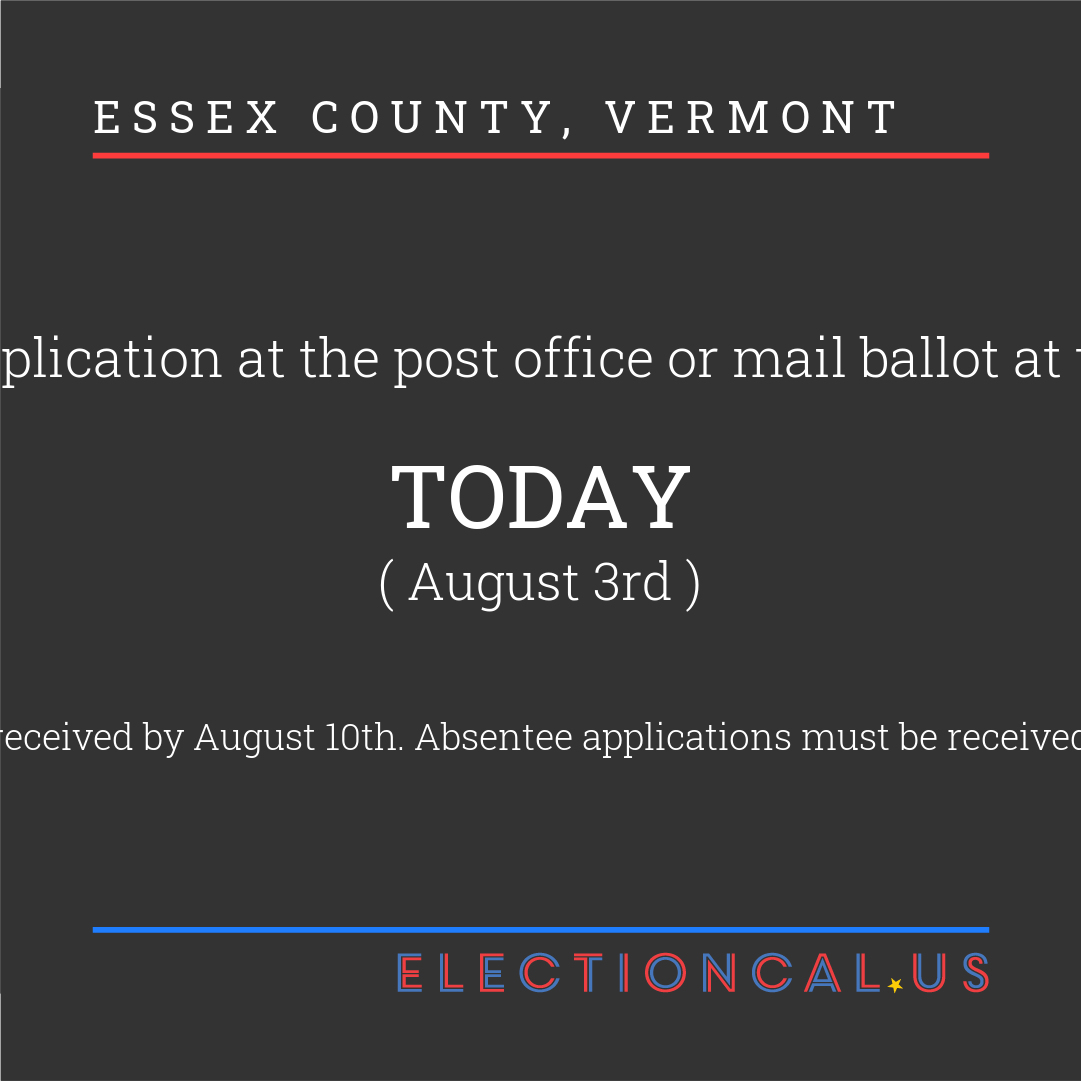 ESSEX COUNTY, VERMONT
plication at the post office or mail ballot at
TODAY
( August 3rd )
received by August 10th. Absentee applications must be received
ELECTIONCAL.US